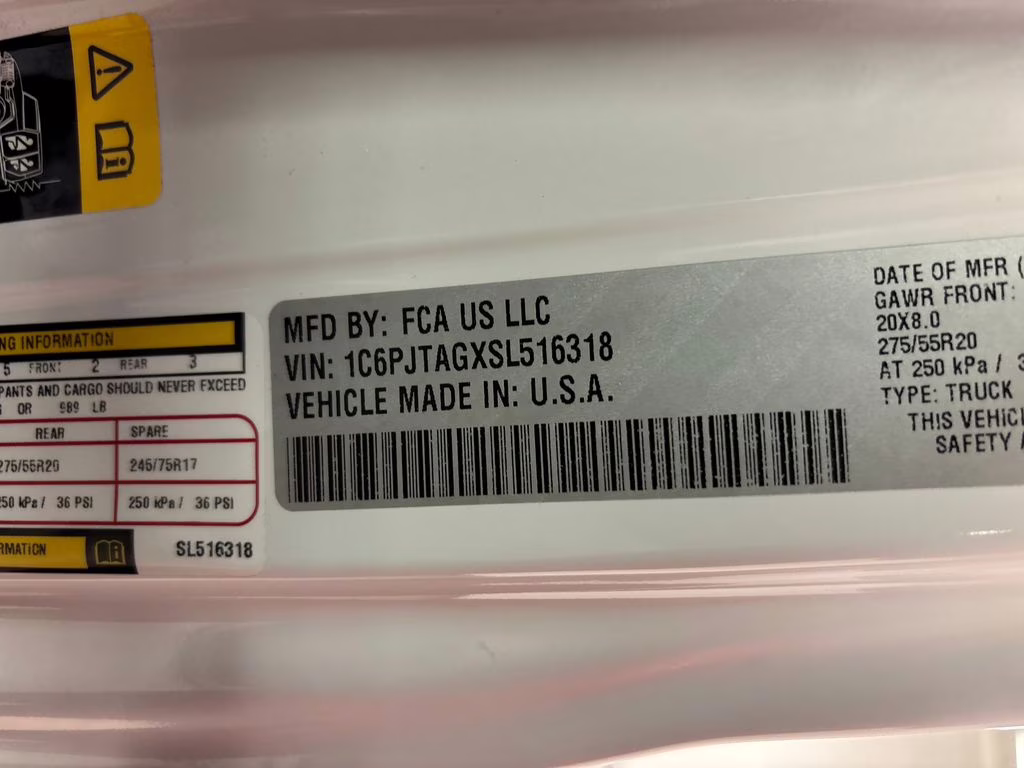 NG INFORMATION
5 FRONT: 2 REAR 3
PANTS AND CARGO SHOULD NEVER EXCEED
OR 989 LB
REAR SPARE
275/55R20 245/75R17
250 kPa / 36 PSI 250 kPa / 36 PSI
RMATION
SL516318
MFD BY: FCA US LLC
VIN: 1C6PJTAGXSL516318
VEHICLE MADE IN: U.S.A.
DATE OF MFR (
GAWR FRONT:
20X8.0
275/55R20
AT 250 kPa / 3
TYPE: TRUCK
THIS VEHICL
SAFETY A